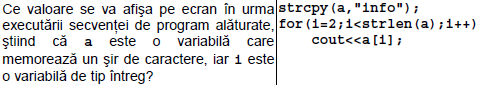 Ce valoare se va afişa pe ecran în urma
executării secvenţei de program alăturate,
ştiind că a este o variabilă care
memorează un şir de caractere, iar i este
o variabilă de tip întreg?
strcpy(a,"info");
for(i=2;i<strlen(a);i++)
cout<<a[i];